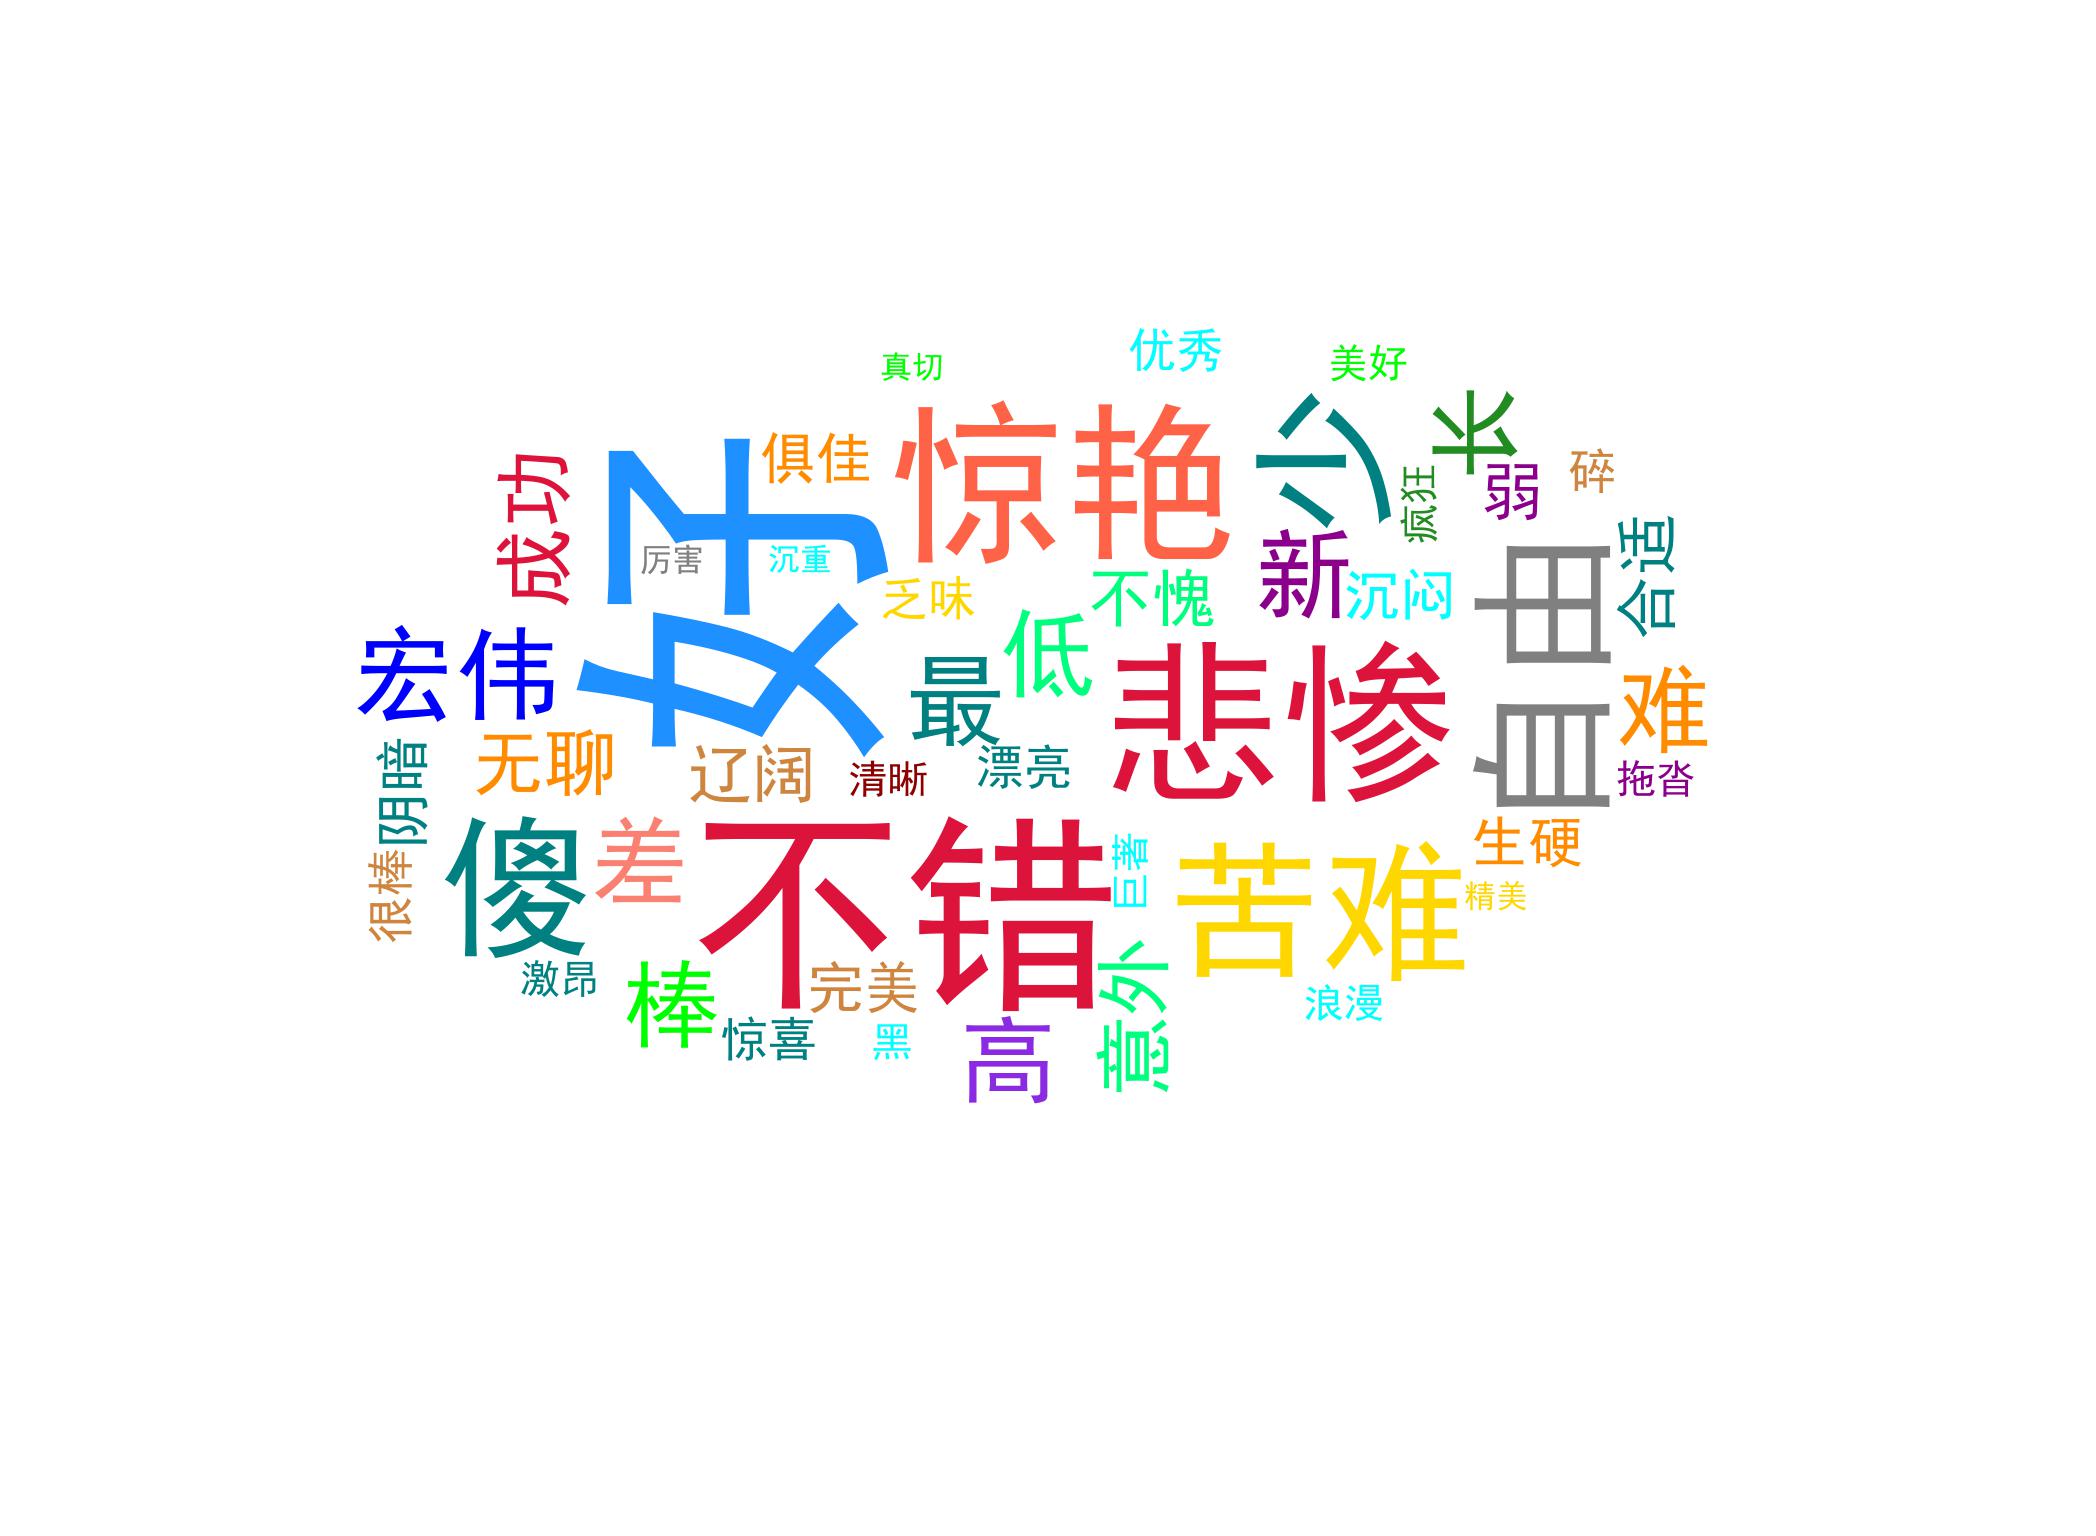 优秀
真切
美好
惊艳
少
长
俱佳
好
成功
疯狂
弱
碎
厉害
沉重
乏味
不愧
新
沉闷
自由
合适
宏伟
低
最
悲惨
难
无聊
辽阔
清晰
漂亮
拖沓
阴暗
傻
差
不错
巨著
苦难
生硬
很棒
精美
激昂
棒
完美
意外
浪漫
惊喜
黑
高